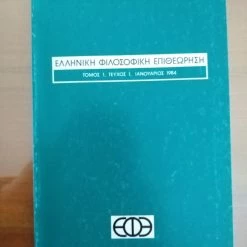 ΕΛΛΗΝΙΚΗ ΦΙΛΟΣΟΦΙΚΗ ΕΠΙΘΕΩΡΗΣΗ
ΤΟΜΟΣ 1, ΤΕΥΧΟΣ 1, ΙΑΝΟΥΑΡΙΟΣ 1984
ΕΦΕ